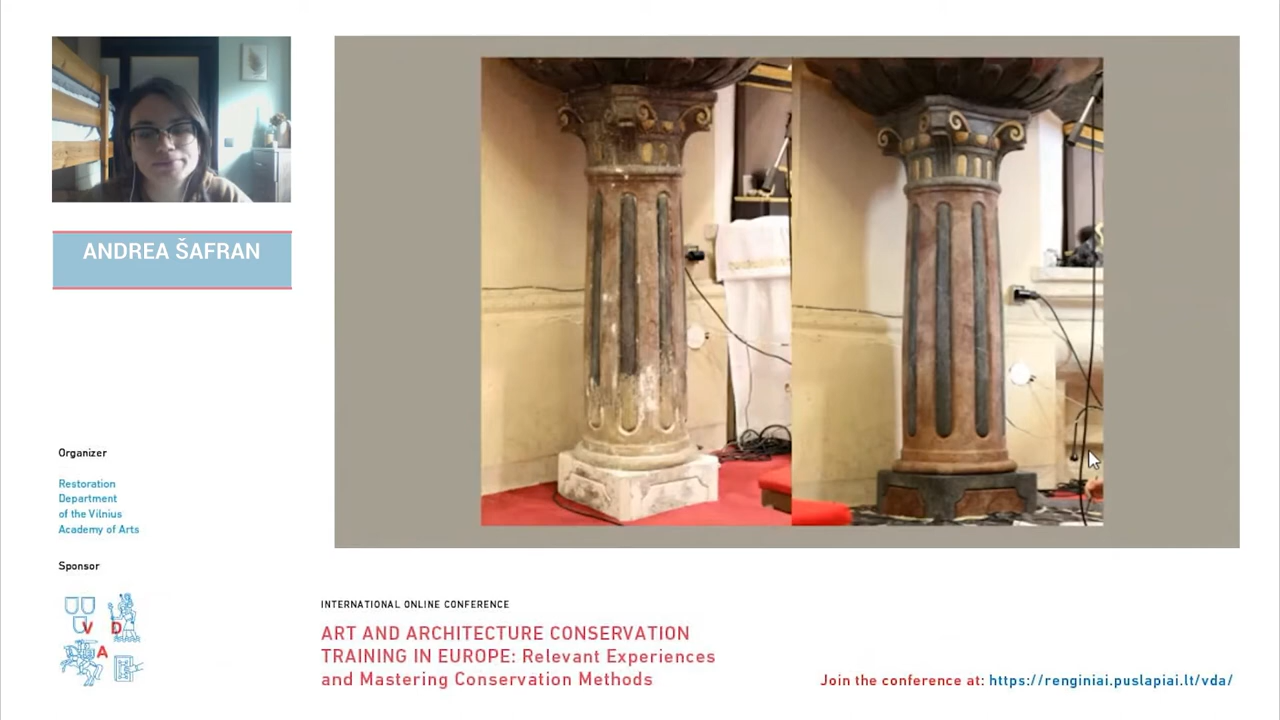 ANDREA ŠAFRAN
Organizer
Restoration
Department
of the Vilnius
Academy of Arts
Sponsor
V D
A
INTERNATIONAL ONLINE CONFERENCE
ART AND ARCHITECTURE CONSERVATION
TRAINING IN EUROPE: Relevant Experiences
and Mastering Conservation Methods
Join the conference at: https://renginiai.puslapiai.lt/vda/